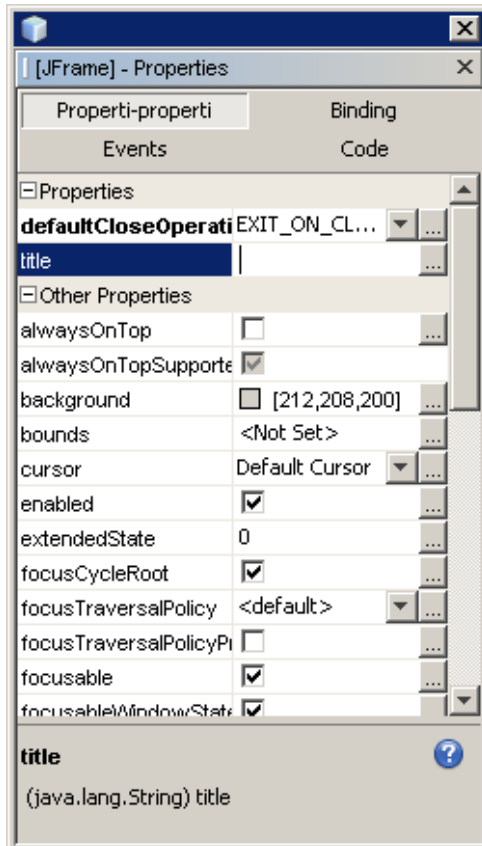 [JFrame] - Properties
Properti-properti Binding
Events Code
Properties
defaultCloseOperati EXIT_ON_CL... ...
title ...
Other Properties
alwaysOnTop ...
alwaysOnTopSupporte
background [212,208,200] ...
bounds <Not Set> ...
cursor Default Cursor ...
enabled ...
extendedState 0 ...
focusCycleRoot ...
focusTraversalPolicy <default> ...
focusTraversalPolicyPr ...
focusable ...
focusableWindowState
title
(java.lang.String) title